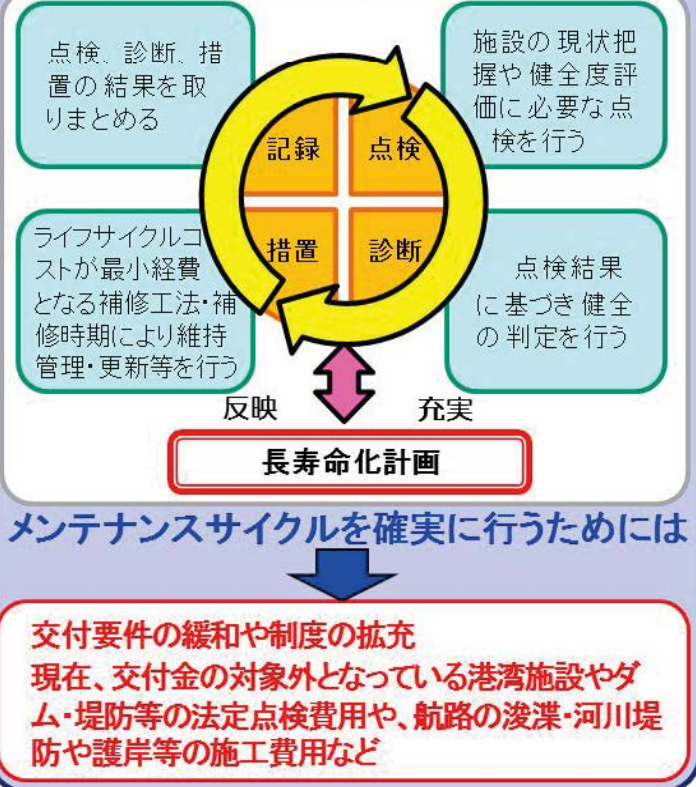 点検、診断、措
置の結果を取
りまとめる
施設の現状把
握や健全度評
価に必要な点
検を行う
記録
点検
措置
診断
ライフサイクルコ
ストが最小経費
となる補修工法・補
修時期により維持
管理・更新等を行う
点検結果
に基づき健全
の判定を行う
反映
充実
長寿命化計画
メンテナンスサイクルを確実に行うためには
交付要件の緩和や制度の拡充
現在、交付金の対象外となっている港湾施設やダ
ム・堤防等の法定点検費用や、航路の浚渫・河川堤
防や護岸等の施工費用など